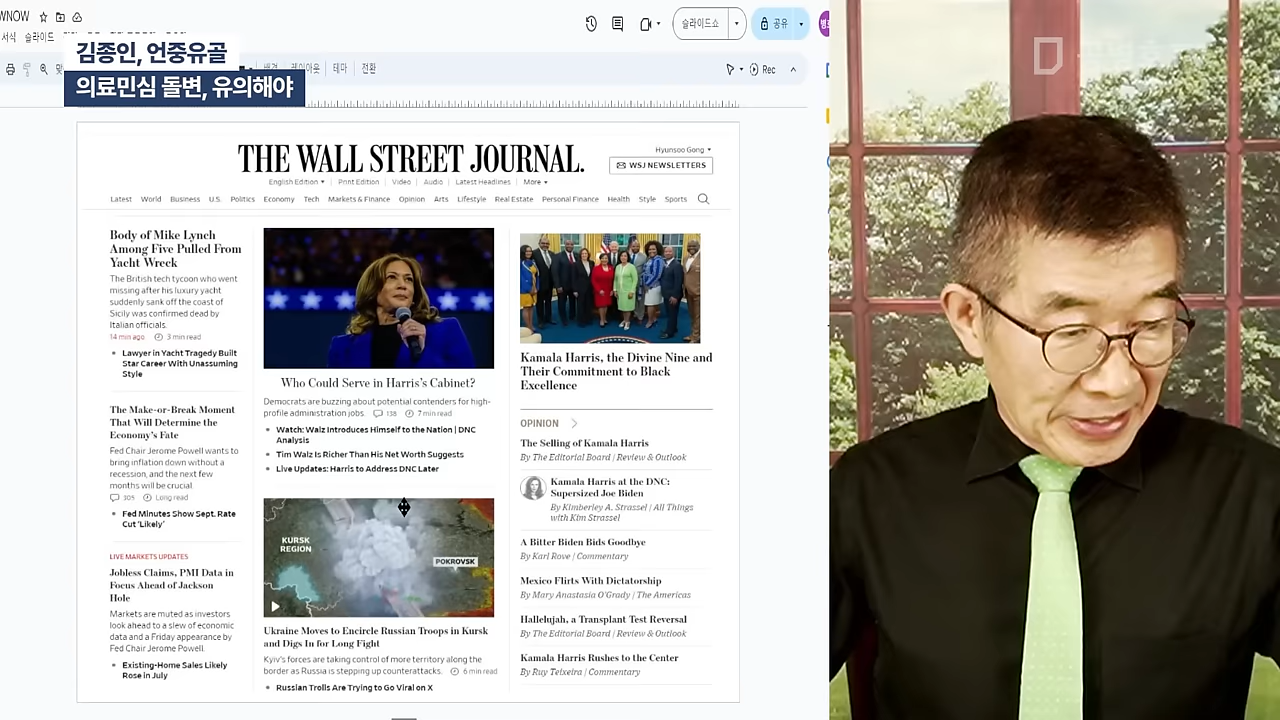 WNOW
서식 슬라이드
슬라이드쇼
공유
김종인, 언중유골
의료민심 돌변, 유의해야
테마
전환
Rec
THE WALL STREET JOURNAL.
Hyunsoo Gong
WSJ NEWSLETTERS
English Edition | Print Edition | Video | Audio | Latest Headlines | More
Latest World Business U.S. Politics Economy Tech Markets & Finance Opinion Arts Lifestyle Real Estate Personal Finance Health Style Sports
Body of Mike Lynch
Among Five Pulled From
Yacht Wreck
The British tech tycoon who went
missing after his luxury yacht
suddenly sank off the coast of
Sicily was confirmed dead by
Italian officials.
14 min ago 3 min read
Lawyer in Yacht Tragedy Built
Star Career With Unassuming
Style
The Make-or-Break Moment
That Will Determine the
Economy's Fate
Fed Chair Jerome Powell wants to
bring inflation down without a
recession, and the next few
months will be crucial.
305 Long read
Fed Minutes Show Sept. Rate
Cut 'Likely'
LIVE MARKETS UPDATES
Jobless Claims, PMI Data in
Focus Ahead of Jackson
Hole
Markets are muted as investors
look ahead to a slew of economic
data and a Friday appearance by
Fed Chair Jerome Powell.
Existing-Home Sales Likely
Rose in July
Who Could Serve in Harris's Cabinet?
Democrats are buzzing about potential contenders for high-
profile administration jobs. 138 7 min read
Watch: Walz Introduces Himself to the Nation | DNC
Analysis
Tim Walz Is Richer Than His Net Worth Suggests
Live Updates: Harris to Address DNC Later
KURSK
REGION
POKROVSK
Ukraine Moves to Encircle Russian Troops in Kursk
and Digs In for Long Fight
Kyiv's forces are taking control of more territory along the
border as Russia is stepping up counterattacks. 6 min read
Russian Trolls Are Trying to Go Viral on X
Kamala Harris, the Divine Nine and
Their Commitment to Black
Excellence
OPINION
The Selling of Kamala Harris
By The Editorial Board | Review & Outlook
Kamala Harris at the DNC:
Supersized Joe Biden
By Kimberley A. Strassel | All Things
with Kim Strassel
A Bitter Biden Bids Goodbye
By Karl Rove | Commentary
Mexico Flirts With Dictatorship
By Mary Anastasia O'Grady | The Americas
Hallelujah, a Transplant Test Reversal
By The Editorial Board | Review & Outlook
Kamala Harris Rushes to the Center
By Ruy Teixeira | Commentary